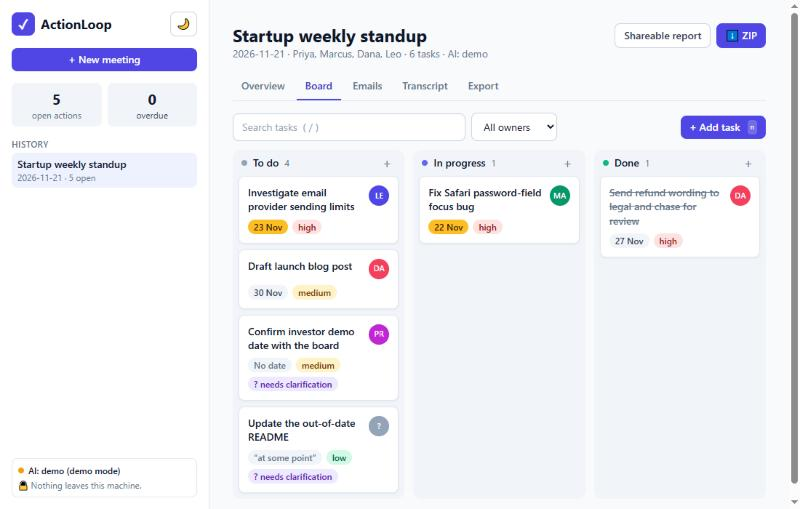 ActionLoop
+ New meeting
5
open actions
0
overdue
HISTORY
Startup weekly standup
2026-11-21 · 5 open
AI: demo (demo mode)
Nothing leaves this machine.
Startup weekly standup
2026-11-21 · Priya, Marcus, Dana, Leo · 6 tasks · AI: demo
Shareable report
ZIP
Overview
Board
Emails
Transcript
Export
Search tasks ( / )
All owners
+ Add task n
To do 4 +
Investigate email
provider sending limits
LE
23 Nov high
Draft launch blog post
DA
30 Nov medium
Confirm investor demo
date with the board
PR
No date medium
? needs clarification
Update the out-of-date
README
?
"at some point" low
? needs clarification
In progress 1 +
Fix Safari password-field
focus bug
MA
22 Nov high
Done 1 +
Send refund wording to
legal and chase for
review
DA
27 Nov high